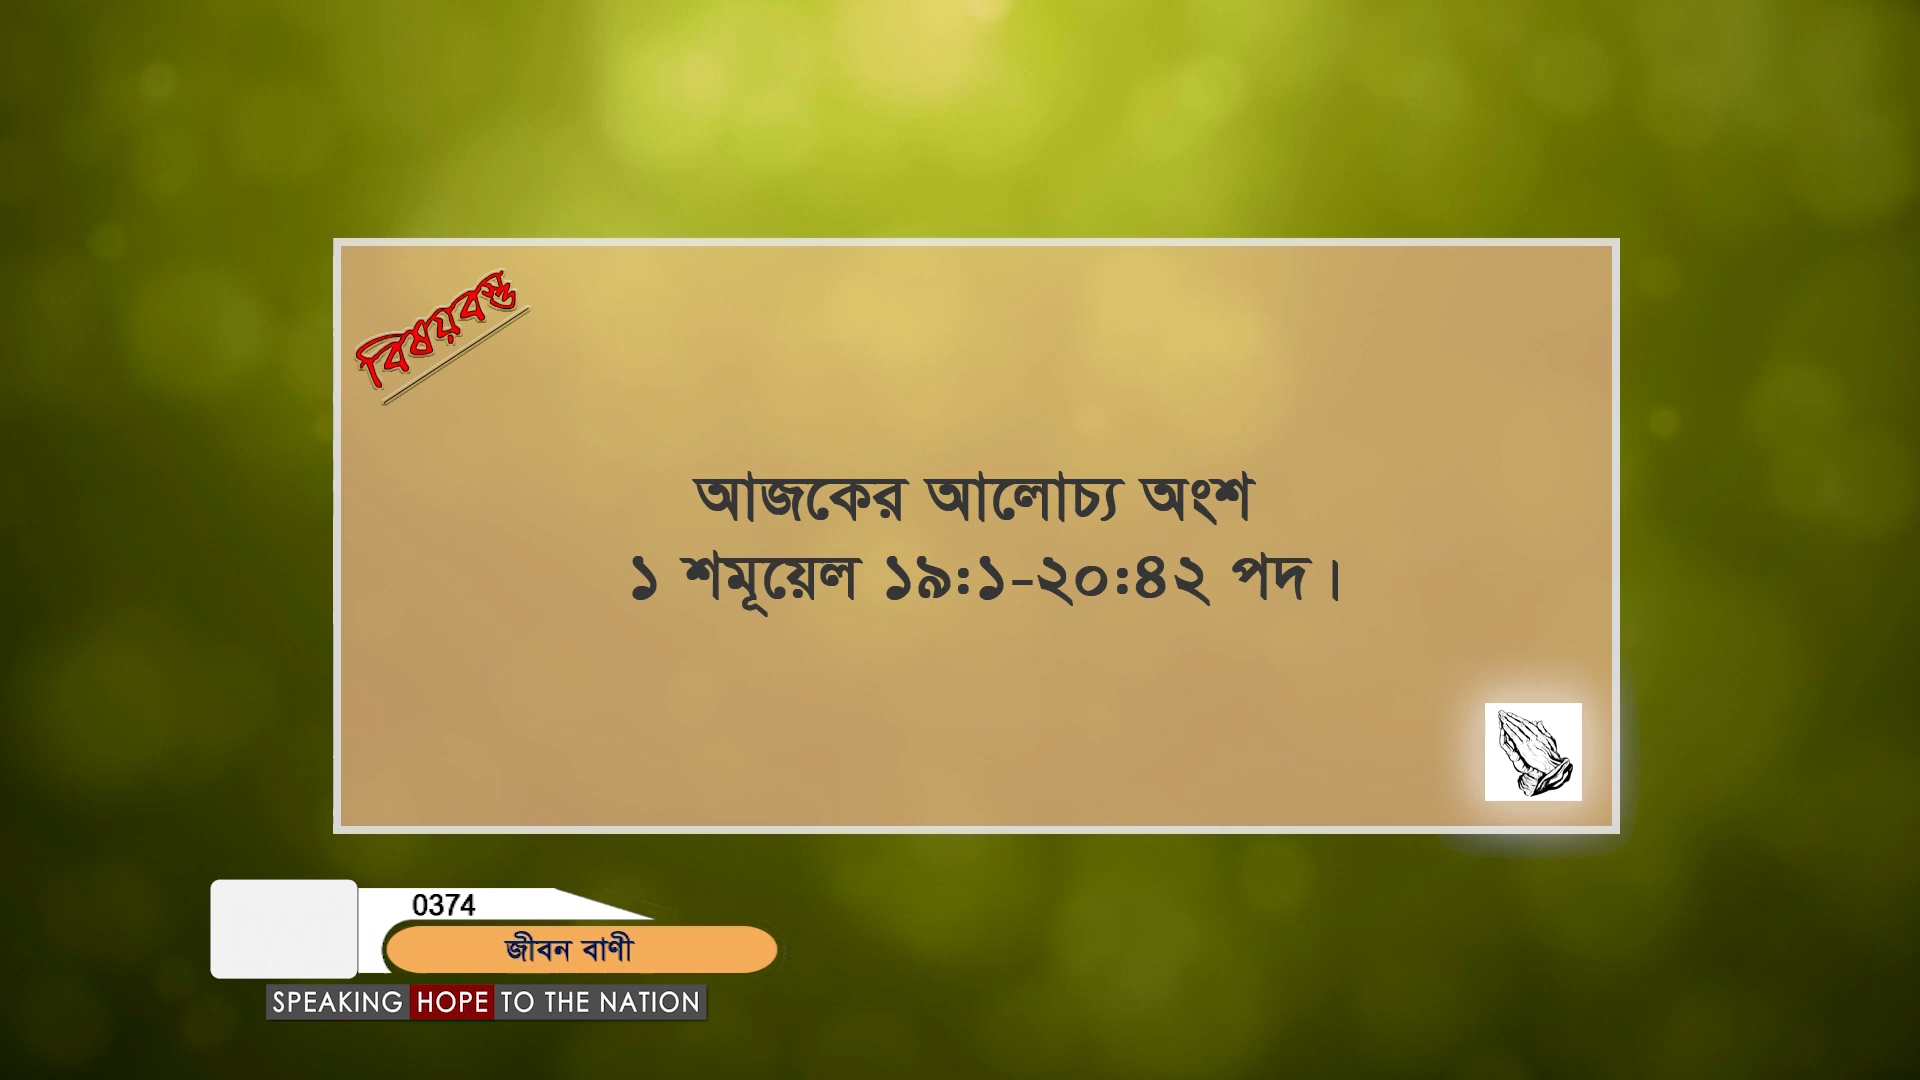 বিষয়বস্তু
আজকের আলোচ্য অংশ
১ শমূয়েল ১৯:১-২০:৪২ পদ।
0374
জীবন বাণী
SPEAKING HOPE TO THE NATION